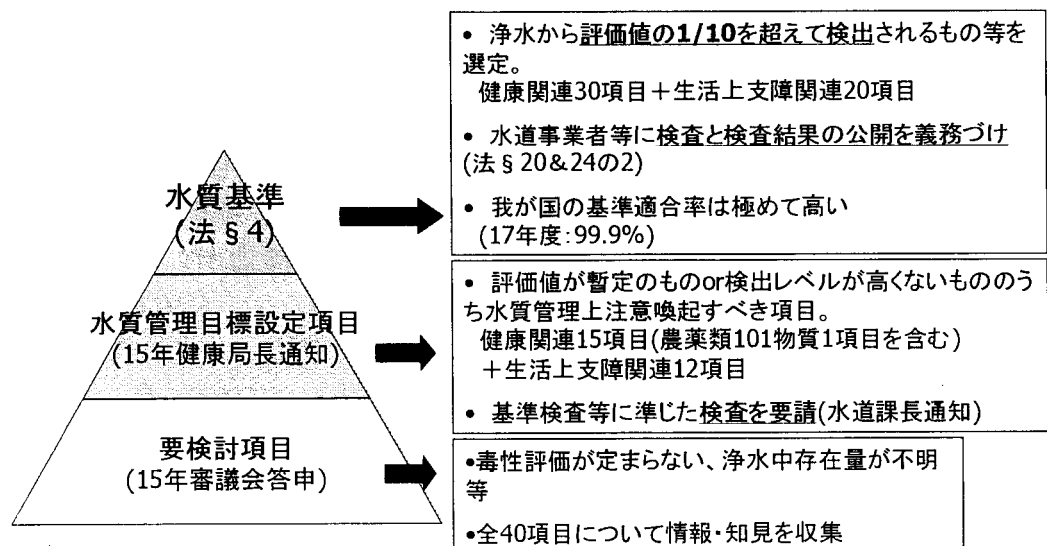 水質基準
(法§4)
• 浄水から評価値の1/10を超えて検出されるもの等を
選定。
健康関連30項目＋生活上支障関連20項目
• 水道事業者等に検査と検査結果の公開を義務づけ
(法§20&24の2)
• 我が国の基準適合率は極めて高い
(17年度:99.9%)
水質管理目標設定項目
(15年健康局長通知)
• 評価値が暫定のものor検出レベルが高くないもののう
ち水質管理上注意喚起すべき項目。
健康関連15項目(農薬類101物質1項目を含む)
＋生活上支障関連12項目
• 基準検査等に準じた検査を要請(水道課長通知)
要検討項目
(15年審議会答申)
•毒性評価が定まらない、浄水中存在量が不明
等
•全40項目について情報・知見を収集